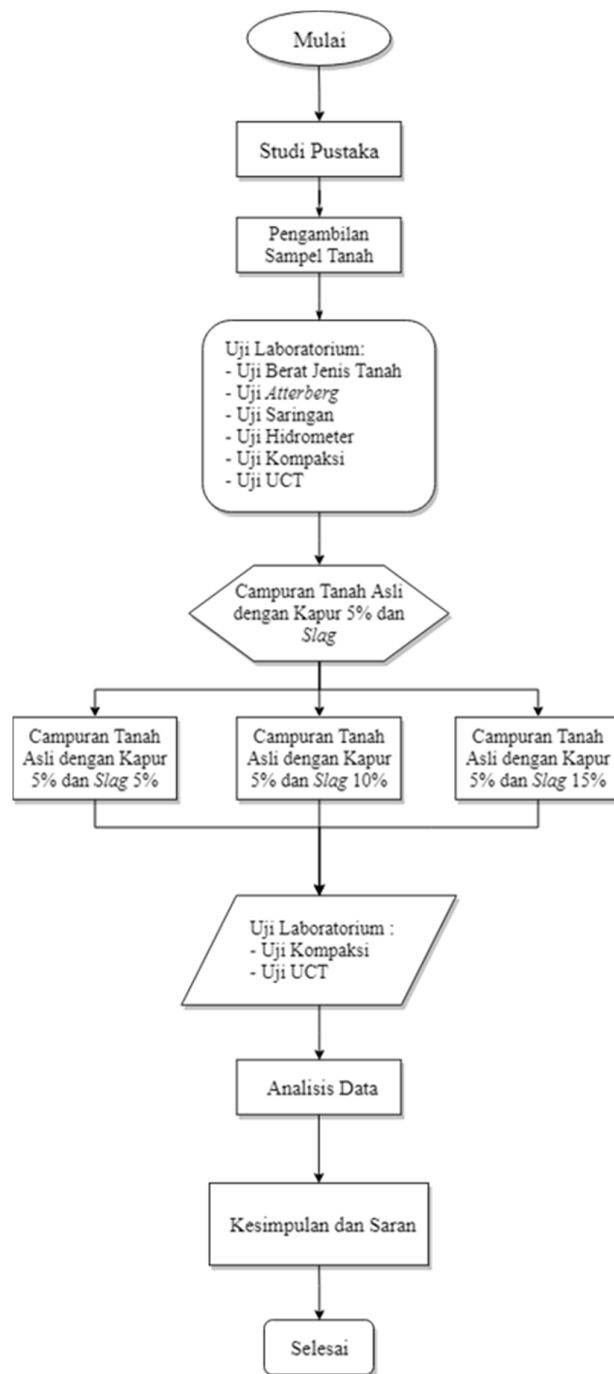 Mulai
Studi Pustaka
Pengambilan
Sampel Tanah
Uji Laboratorium:
- Uji Berat Jenis Tanah
- Uji Atterberg
- Uji Saringan
- Uji Hidrometer
- Uji Kompaksi
- Uji UCT
Campuran Tanah Asli
dengan Kapur 5% dan
Slag
Campuran Tanah
Asli dengan Kapur
5% dan Slag 5%
Campuran Tanah
Asli dengan Kapur
5% dan Slag 10%
Campuran Tanah
Asli dengan Kapur
5% dan Slag 15%
Uji Laboratorium :
- Uji Kompaksi
- Uji UCT
Analisis Data
Kesimpulan dan Saran
Selesai